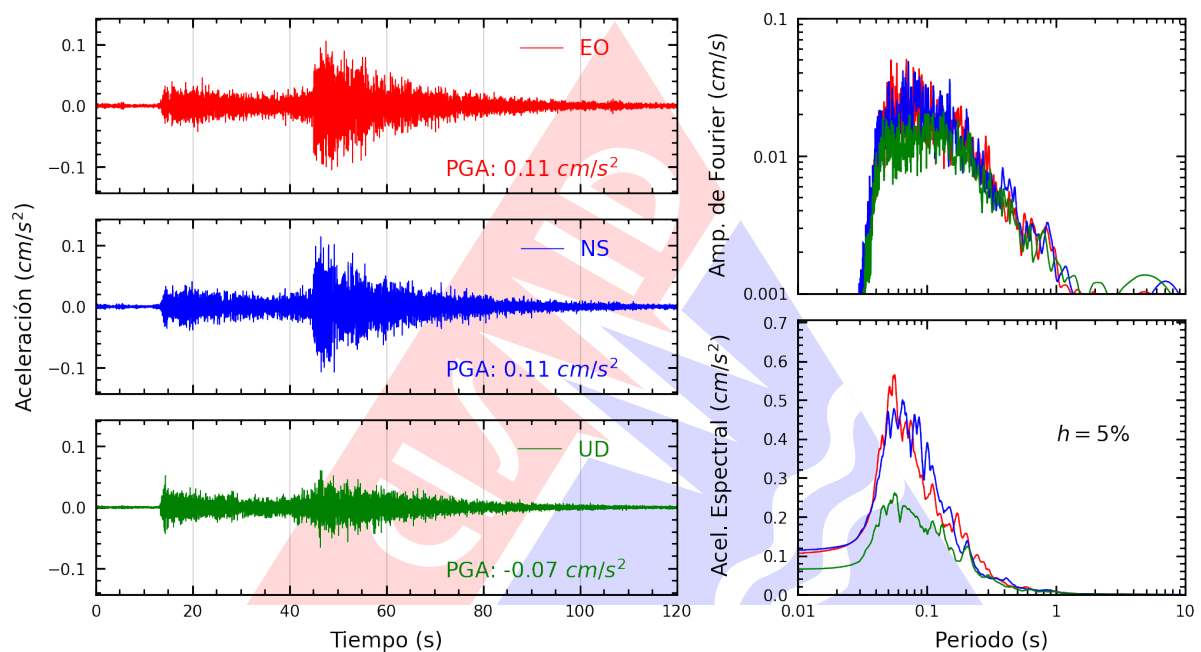 EO
0.1
0.0
−0.1
PGA: 0.11 cm/s²
NS
0.1
0.0
−0.1
PGA: 0.11 cm/s²
UD
0.1
0.0
−0.1
PGA: -0.07 cm/s²
0 20 40 60 80 100 120
Tiempo (s)
Aceleración (cm/s²)
CISMID
Amp. de Fourier (cm/s)
0.1
0.01
0.001
Acel. Espectral (cm/s²)
0.7
0.6
0.5
0.4
0.3
0.2
0.1
0.0
h = 5%
0.01 0.1 1 10
Periodo (s)